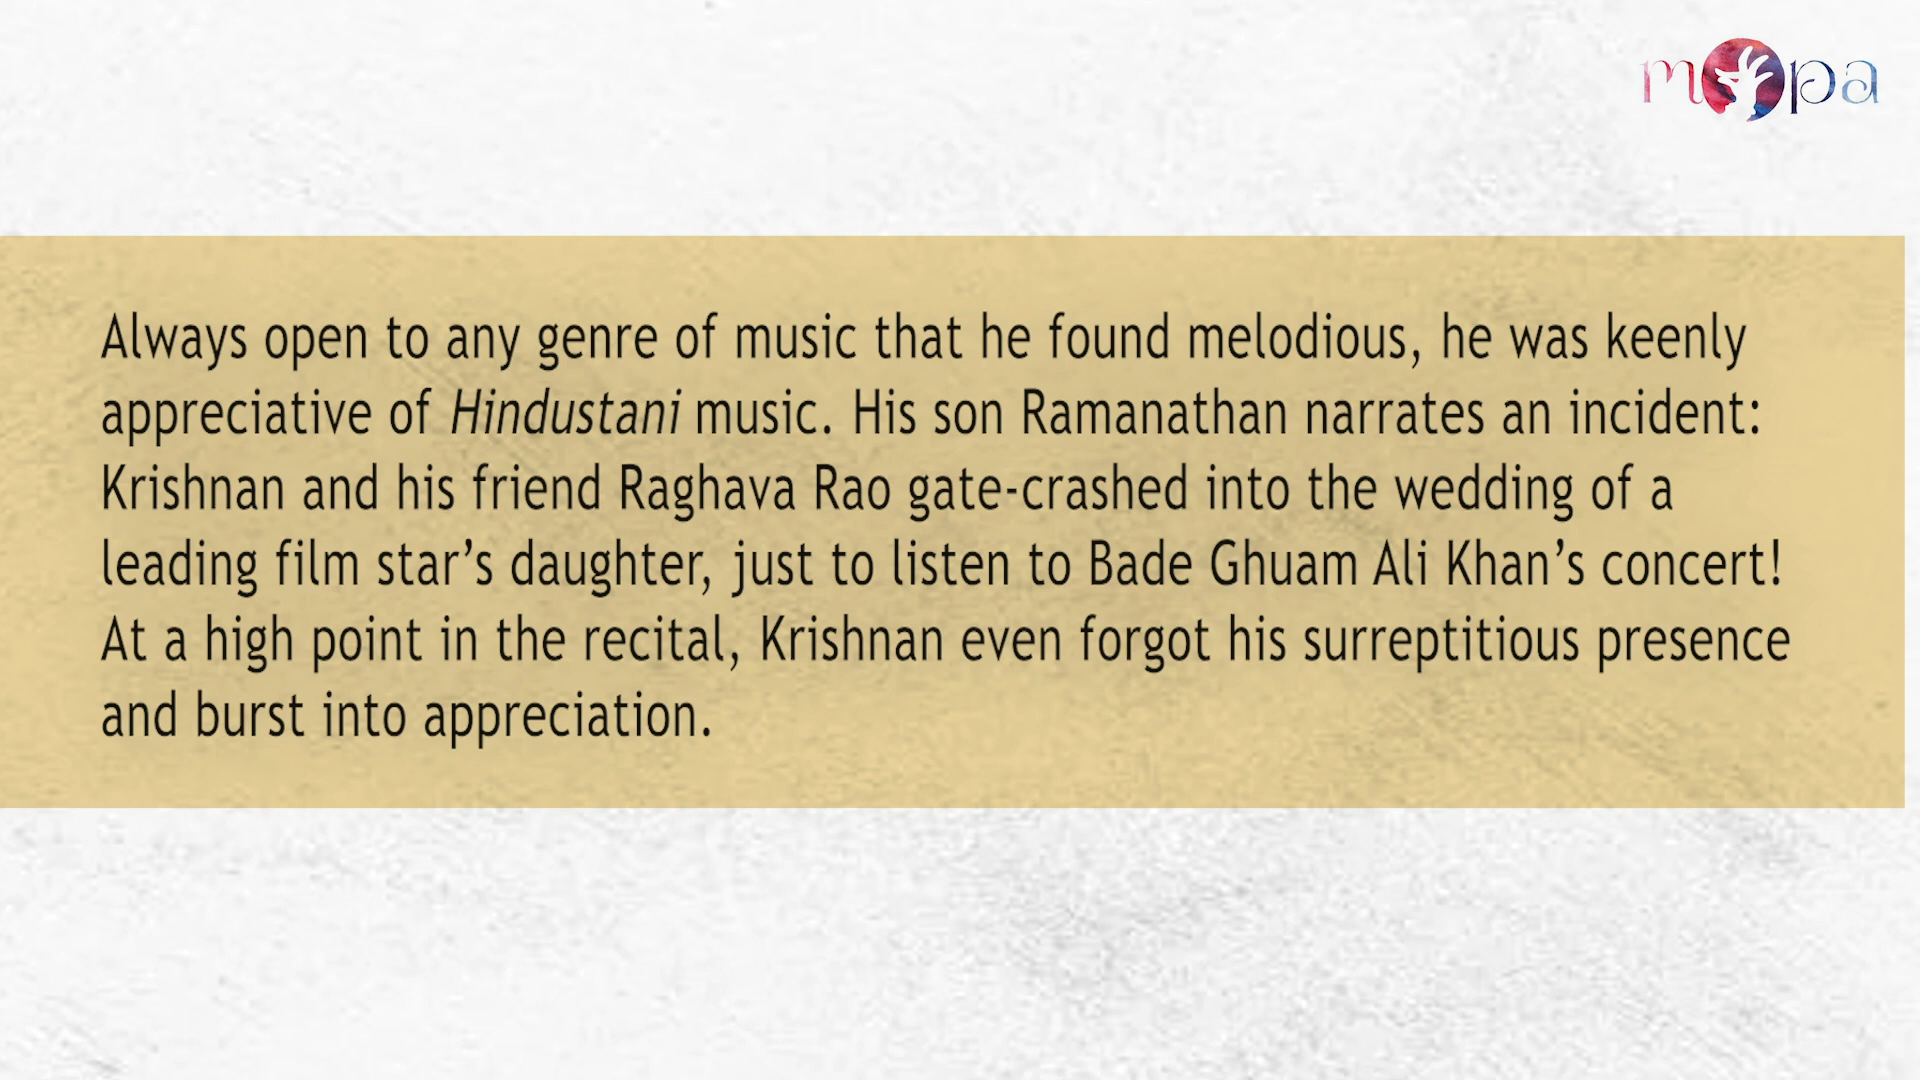 mopa
Always open to any genre of music that he found melodious, he was keenly
appreciative of Hindustani music. His son Ramanathan narrates an incident:
Krishnan and his friend Raghava Rao gate-crashed into the wedding of a
leading film star’s daughter, just to listen to Bade Ghuam Ali Khan’s concert!
At a high point in the recital, Krishnan even forgot his surreptitious presence
and burst into appreciation.